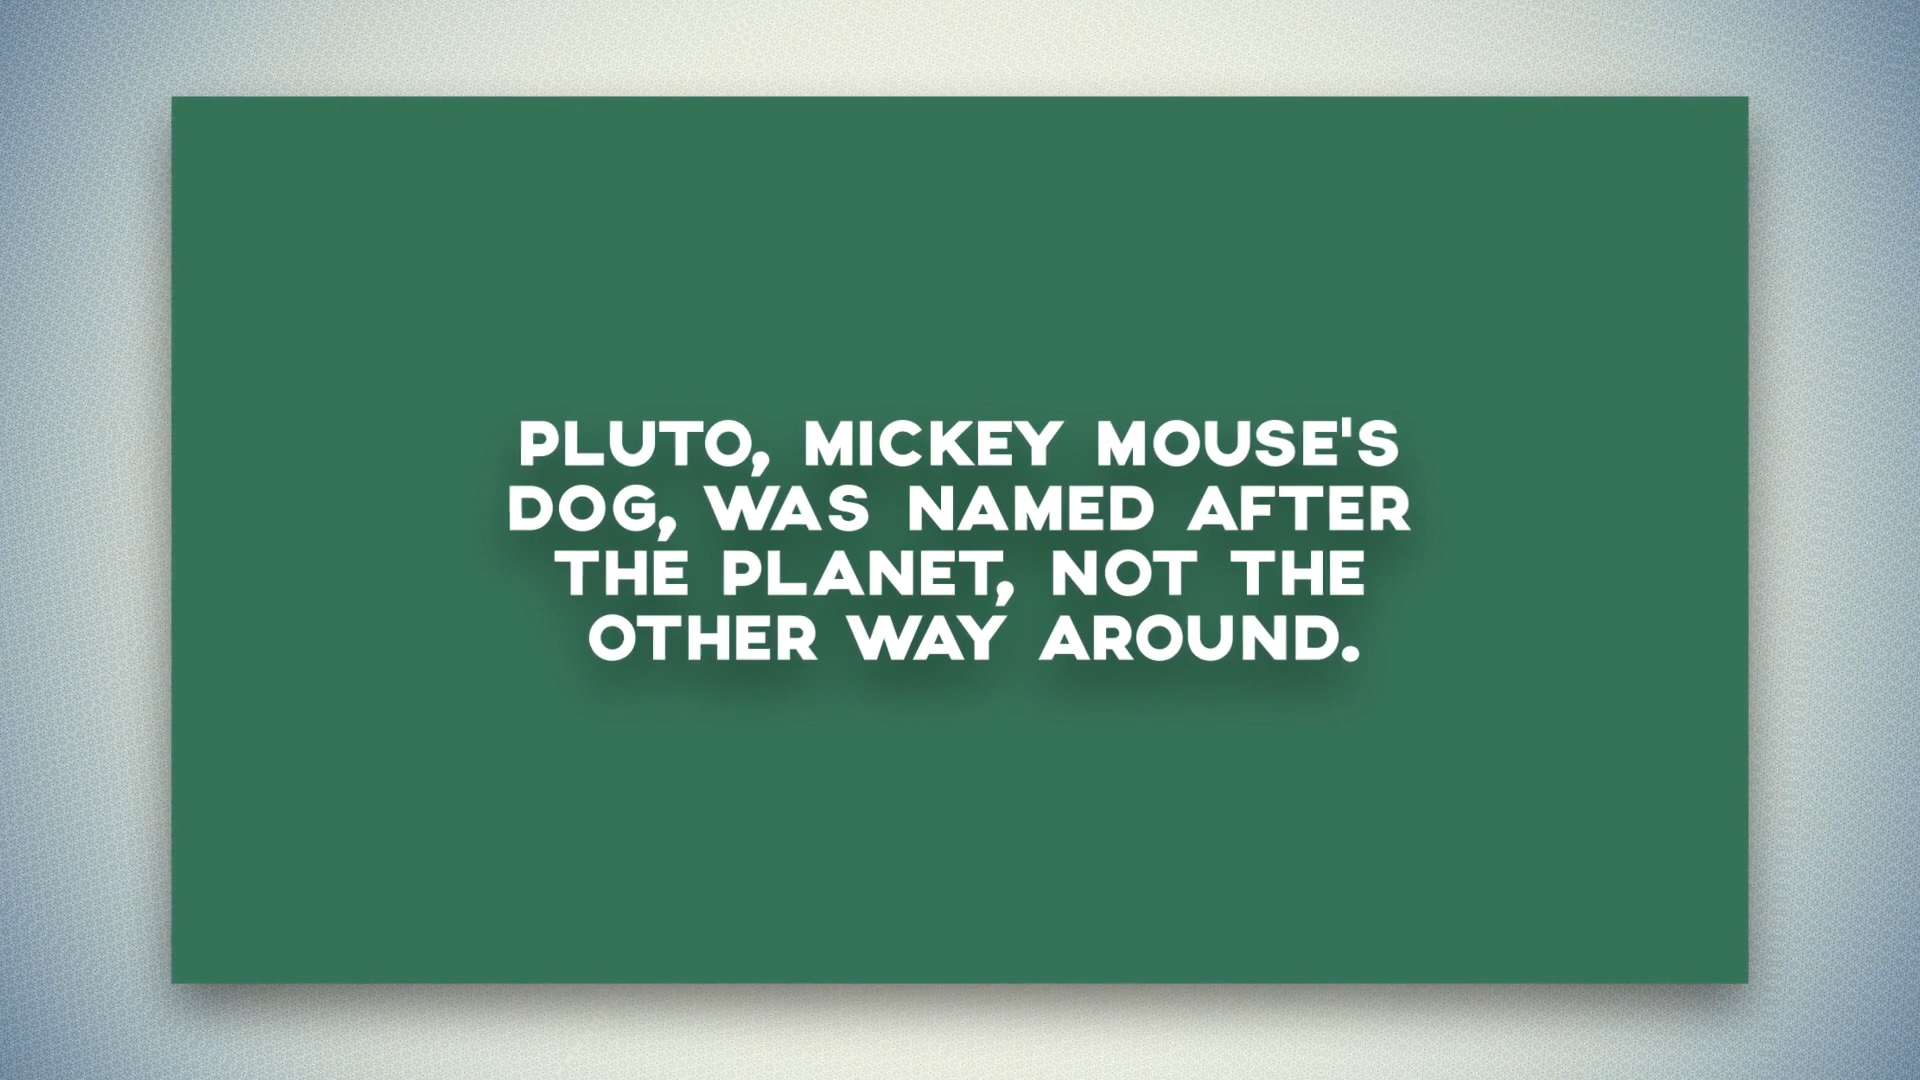 PLUTO, MICKEY MOUSE'S
DOG, WAS NAMED AFTER
THE PLANET, NOT THE
OTHER WAY AROUND.